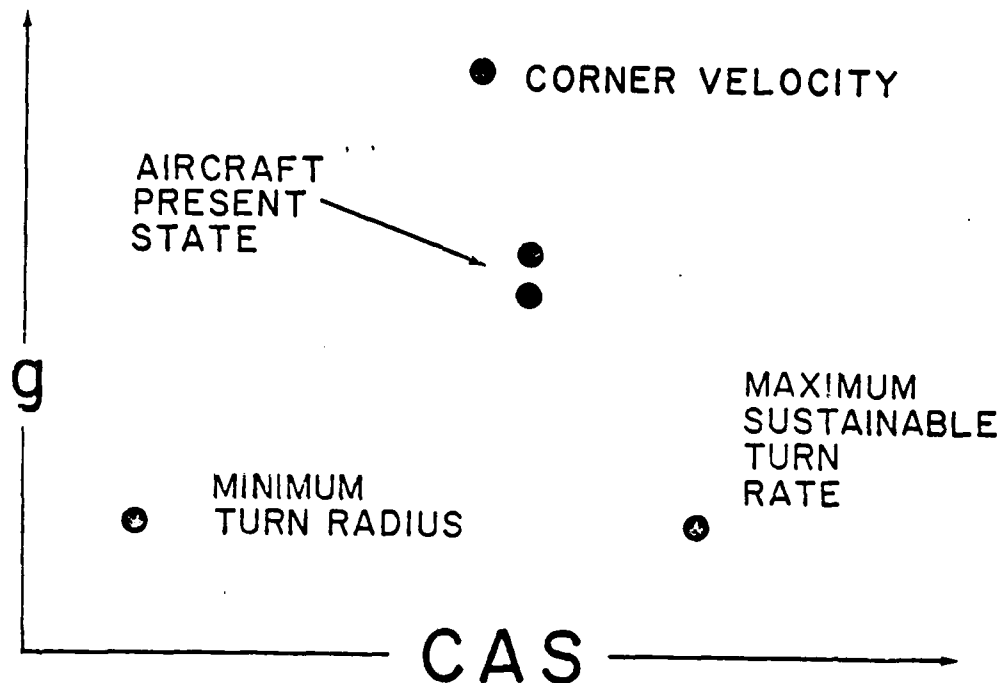 CORNER VELOCITY
AIRCRAFT
PRESENT
STATE
g
MAXIMUM
SUSTAINABLE
TURN
RATE
MINIMUM
TURN RADIUS
CAS